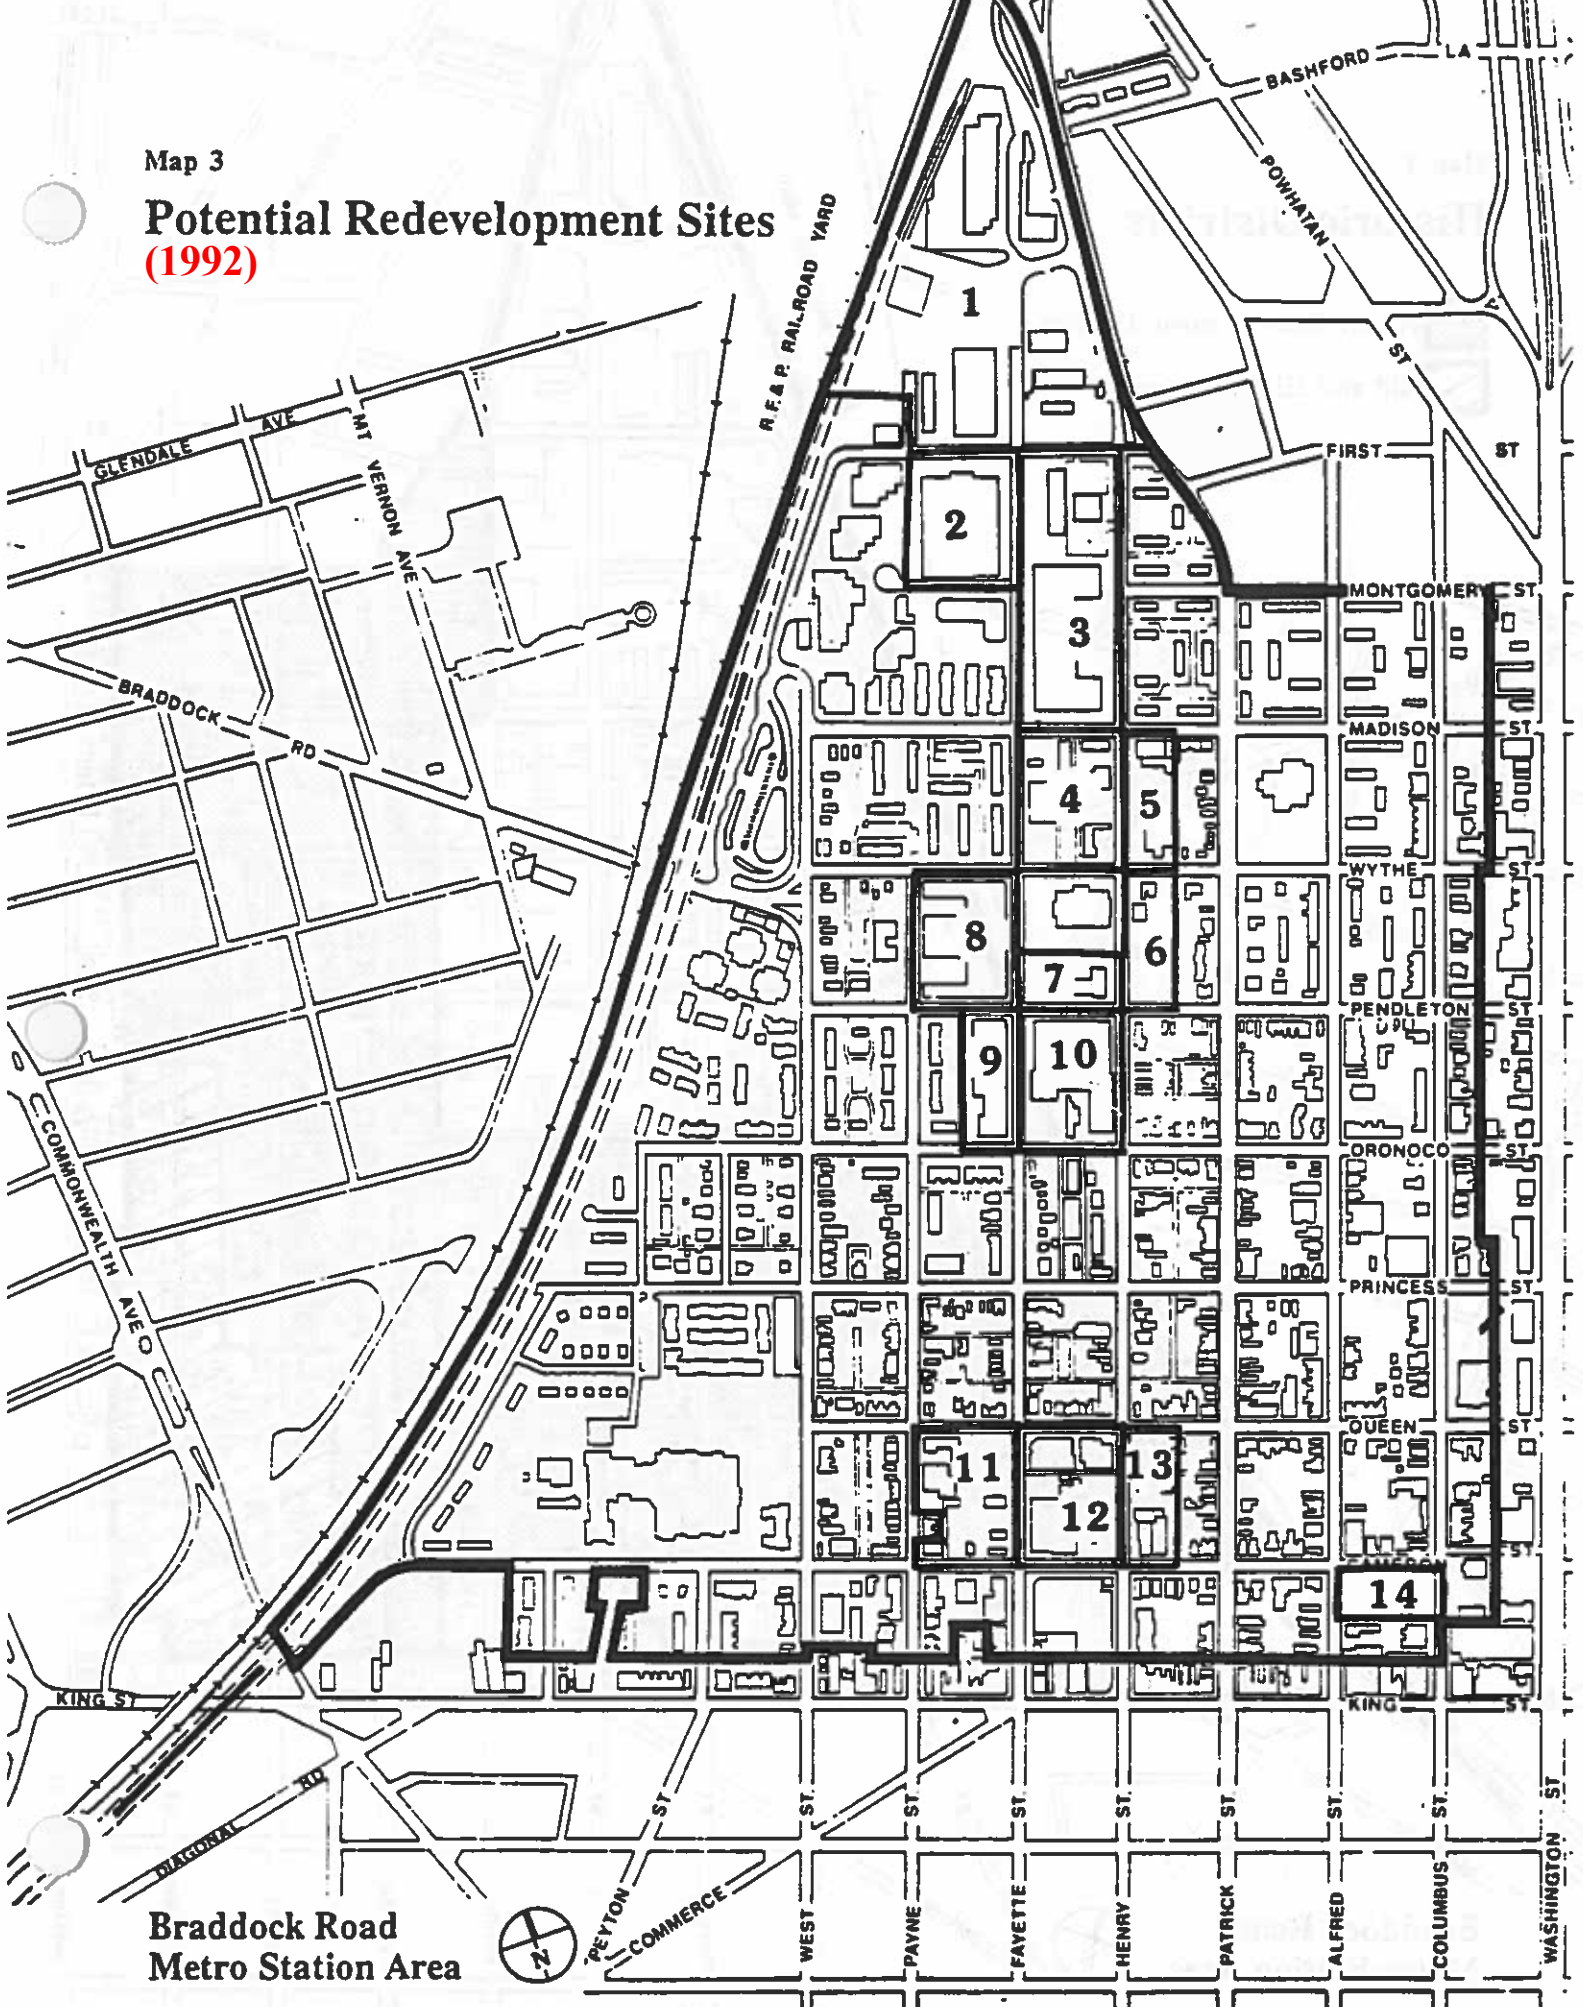 Map 3
Potential Redevelopment Sites
(1992)
BASHFORD LA
POWHATAN ST
R.F.& P. RAILROAD YARD
1
GLENDALE AVE
MT VERNON AVE
FIRST ST
2
3
MONTGOMERY ST
BRADDOCK RD
MADISON ST
4
5
WYTHE ST
8
7
6
PENDLETON ST
9
10
COMMONWEALTH AVE
ORONOCO ST
PRINCESS ST
QUEEN ST
11
12
13
CAMERON ST
14
KING ST
KING ST
DIAGONAL RD
PEYTON ST
COMMERCE
WEST ST.
PAYNE ST.
FAYETTE ST.
HENRY ST.
PATRICK ST.
ALFRED ST.
COLUMBUS ST.
WASHINGTON ST
Braddock Road
Metro Station Area
N